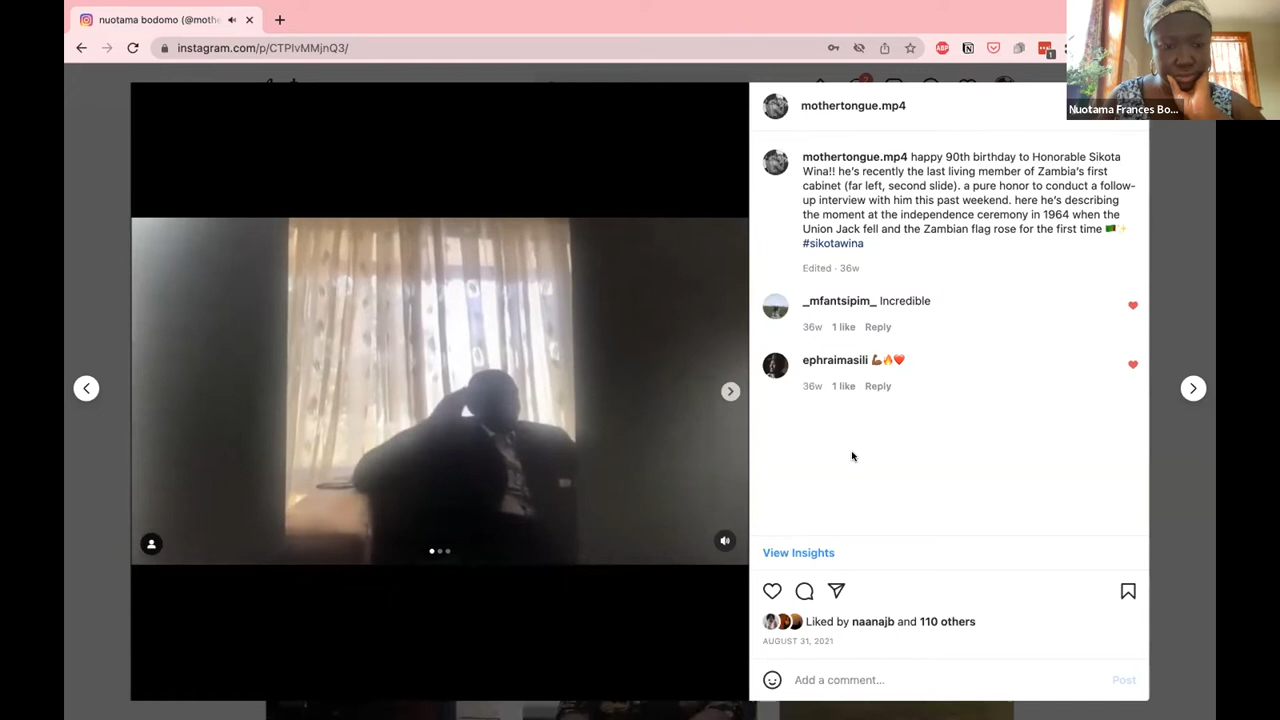 nuotama bodomo (@mothe
instagram.com/p/CTPIvMMjnQ3/
ABP
1
Nuotama Frances Bo...
mothertongue.mp4
mothertongue.mp4 happy 90th birthday to Honorable Sikota
Wina!! he's recently the last living member of Zambia's first
cabinet (far left, second slide). a pure honor to conduct a follow-
up interview with him this past weekend. here he's describing
the moment at the independence ceremony in 1964 when the
Union Jack fell and the Zambian flag rose for the first time 🇿🇲✨
#sikotawina
Edited · 36w
_mfantsipim_ Incredible
36w 1 like Reply
ephraimasili 💪🏾🔥❤️
36w 1 like Reply
View Insights
Liked by naanajb and 110 others
AUGUST 31, 2021
Add a comment...
Post